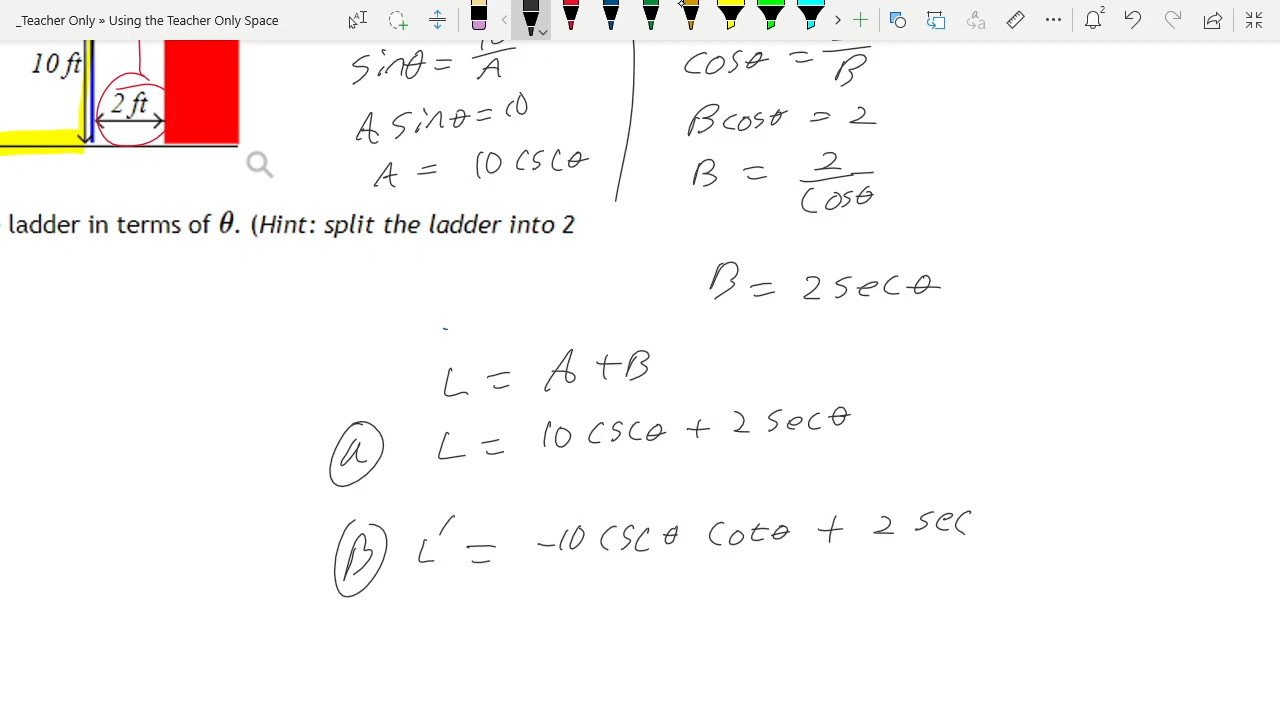 _Teacher Only » Using the Teacher Only Space
10 ft
2 ft
sinθ = 10/A
A sinθ = 10
A = 10 cscθ
cosθ = /B
B cosθ = 2
B = 2/cosθ
ladder in terms of θ. (Hint: split the ladder into 2
B = 2 secθ
L = A + B
(a) L = 10 cscθ + 2 secθ
(B) L' = -10 cscθ cotθ + 2 sec